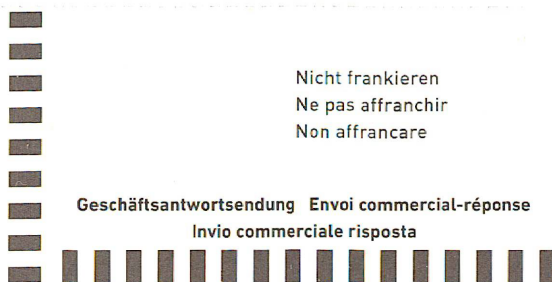 Nicht frankieren
Ne pas affranchir
Non affrancare
Geschäftsantwortsendung Envoi commercial-réponse
Invio commerciale risposta